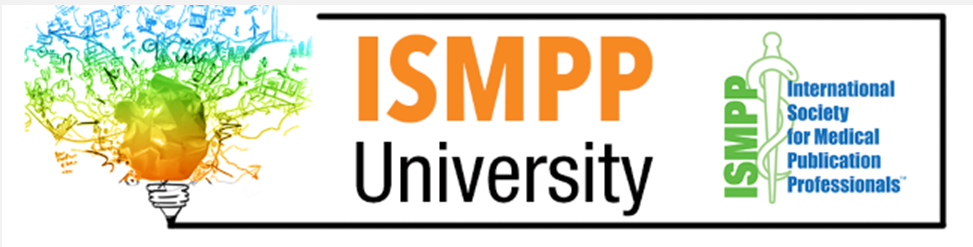 ISMPP
University
ISMPP
International
Society
for Medical
Publication
Professionals™